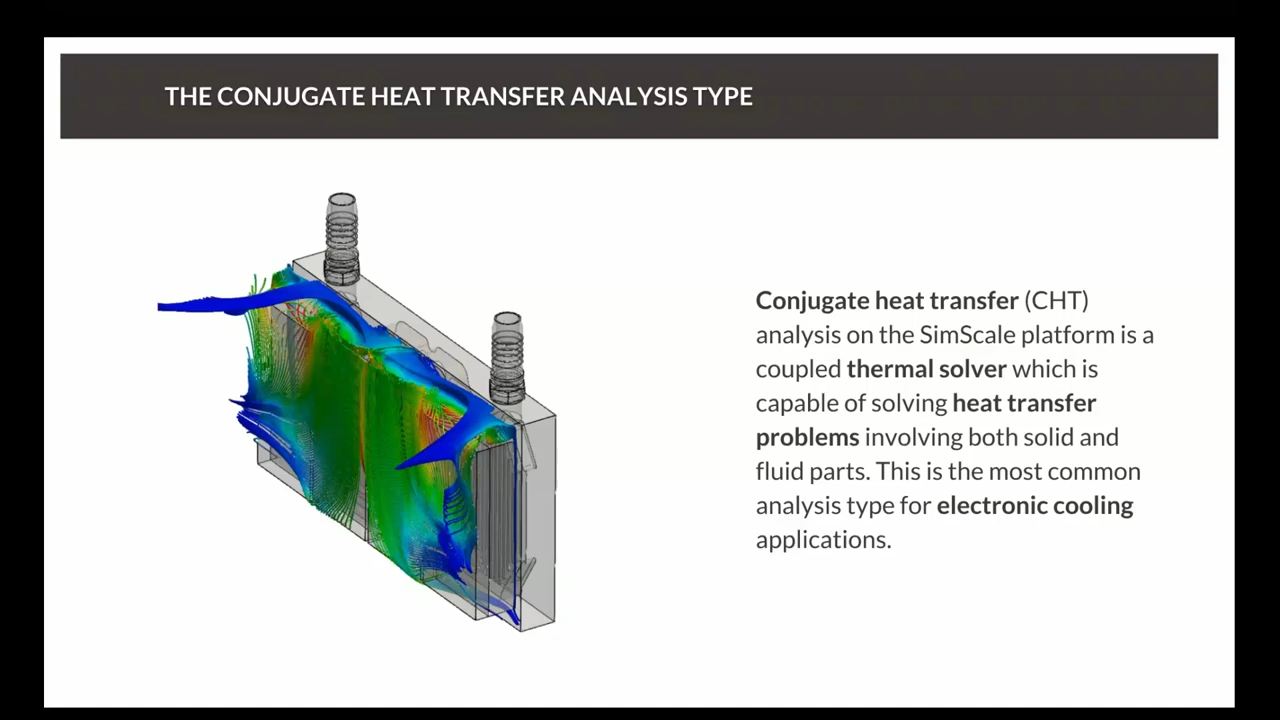 THE CONJUGATE HEAT TRANSFER ANALYSIS TYPE
Conjugate heat transfer (CHT)
analysis on the SimScale platform is a
coupled thermal solver which is
capable of solving heat transfer
problems involving both solid and
fluid parts. This is the most common
analysis type for electronic cooling
applications.